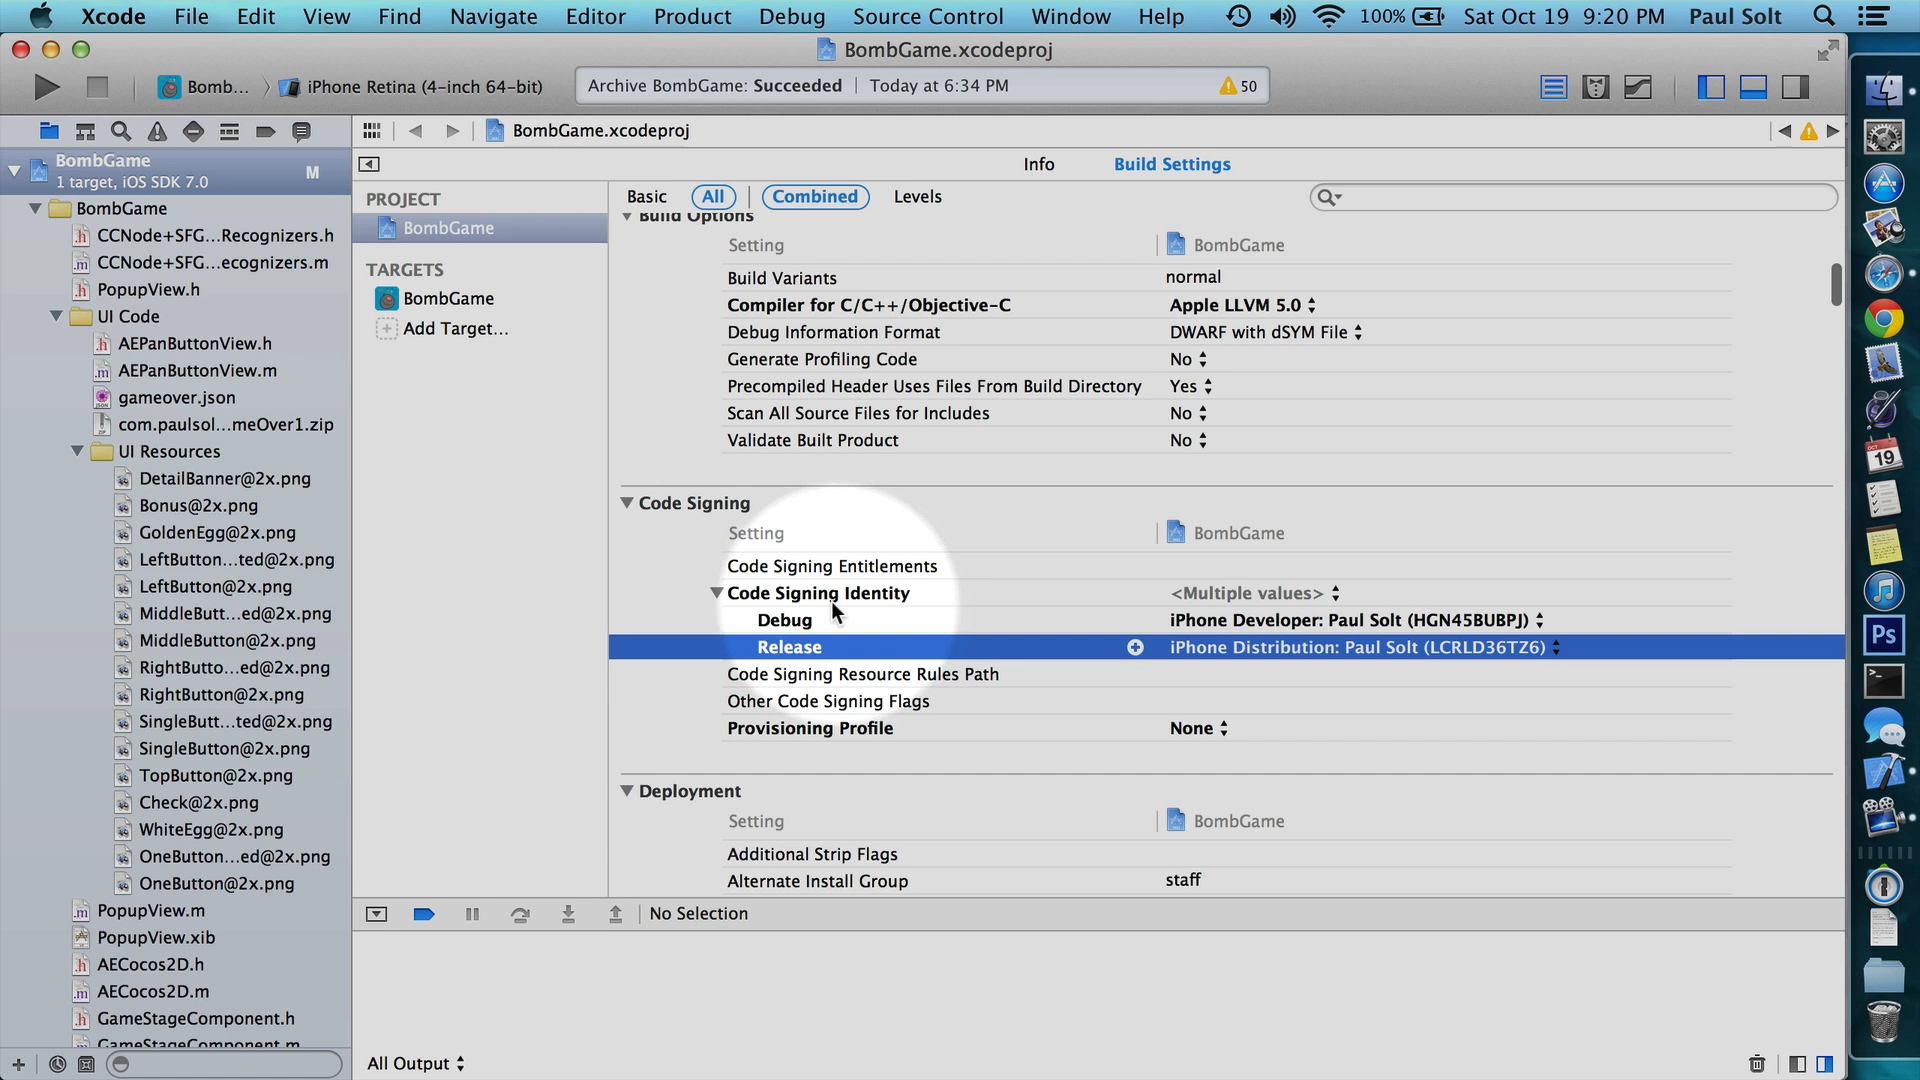 Xcode File Edit View Find Navigate Editor Product Debug Source Control Window Help 100% Sat Oct 19 9:20 PM Paul Solt
BombGame.xcodeproj
Bomb... iPhone Retina (4-inch 64-bit) Archive BombGame: Succeeded Today at 6:34 PM 50
BombGame.xcodeproj
BombGame
1 target, iOS SDK 7.0
M
BombGame
CCNode+SFG...Recognizers.h
CCNode+SFG...ecognizers.m
PopupView.h
UI Code
AEPanButtonView.h
AEPanButtonView.m
gameover.json
com.paulsol...meOver1.zip
UI Resources
DetailBanner@2x.png
Bonus@2x.png
GoldenEgg@2x.png
LeftButton...ted@2x.png
LeftButton@2x.png
MiddleButt...ed@2x.png
MiddleButton@2x.png
RightButto...ed@2x.png
RightButton@2x.png
SingleButt...ted@2x.png
SingleButton@2x.png
TopButton@2x.png
Check@2x.png
WhiteEgg@2x.png
OneButton...ed@2x.png
OneButton@2x.png
PopupView.m
PopupView.xib
AECocos2D.h
AECocos2D.m
GameStageComponent.h
GameStageComponent.m
Info Build Settings
PROJECT
BombGame
TARGETS
BombGame
Add Target...
Basic All Combined Levels
Build Options
Setting BombGame
Build Variants normal
Compiler for C/C++/Objective-C Apple LLVM 5.0
Debug Information Format DWARF with dSYM File
Generate Profiling Code No
Precompiled Header Uses Files From Build Directory Yes
Scan All Source Files for Includes No
Validate Built Product No
Code Signing
Setting BombGame
Code Signing Entitlements
Code Signing Identity <Multiple values>
Debug iPhone Developer: Paul Solt (HGN45BUBPJ)
Release iPhone Distribution: Paul Solt (LCRLD36TZ6)
Code Signing Resource Rules Path
Other Code Signing Flags
Provisioning Profile None
Deployment
Setting BombGame
Additional Strip Flags
Alternate Install Group staff
No Selection
All Output
OCT
19
Ps